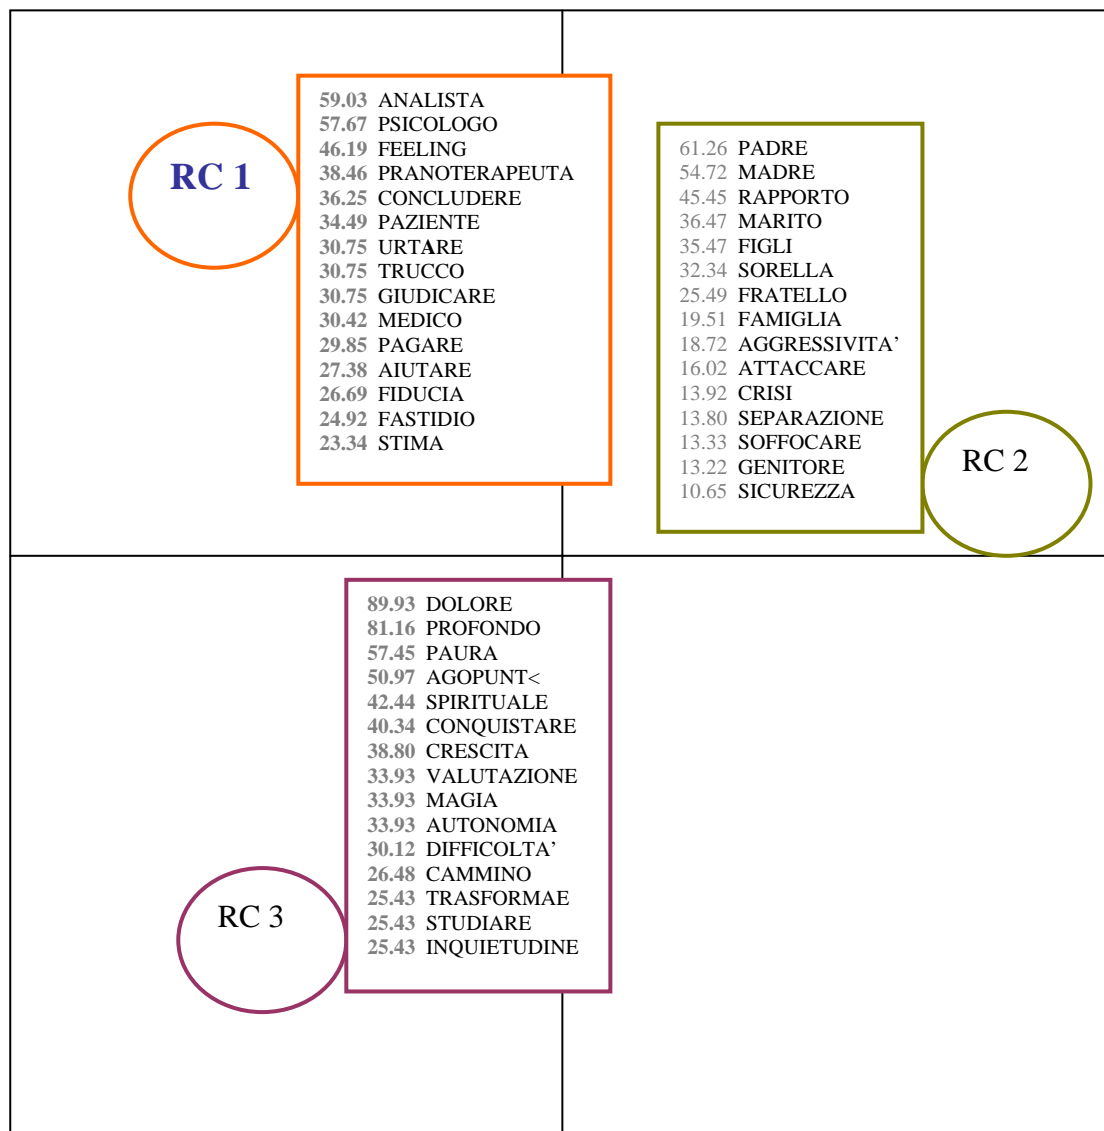 RC 1
59.03 ANALISTA
57.67 PSICOLOGO
46.19 FEELING
38.46 PRANOTERAPEUTA
36.25 CONCLUDERE
34.49 PAZIENTE
30.75 URTARE
30.75 TRUCCO
30.75 GIUDICARE
30.42 MEDICO
29.85 PAGARE
27.38 AIUTARE
26.69 FIDUCIA
24.92 FASTIDIO
23.34 STIMA
61.26 PADRE
54.72 MADRE
45.45 RAPPORTO
36.47 MARITO
35.47 FIGLI
32.34 SORELLA
25.49 FRATELLO
19.51 FAMIGLIA
18.72 AGGRESSIVITA’
16.02 ATTACCARE
13.92 CRISI
13.80 SEPARAZIONE
13.33 SOFFOCARE
13.22 GENITORE
10.65 SICUREZZA
RC 2
89.93 DOLORE
81.16 PROFONDO
57.45 PAURA
50.97 AGOPUNT<
42.44 SPIRITUALE
40.34 CONQUISTARE
38.80 CRESCITA
33.93 VALUTAZIONE
33.93 MAGIA
33.93 AUTONOMIA
30.12 DIFFICOLTA’
26.48 CAMMINO
25.43 TRASFORMAE
25.43 STUDIARE
25.43 INQUIETUDINE
RC 3